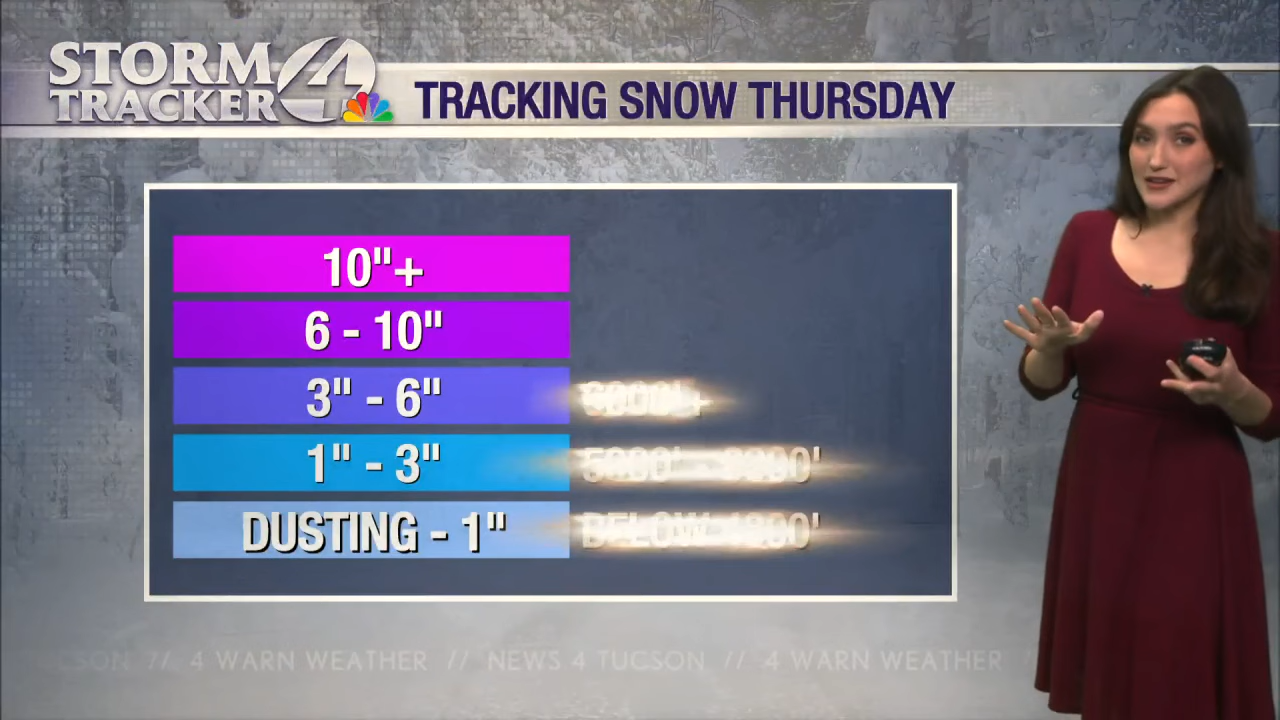 STORM
TRACKER 4
TRACKING SNOW THURSDAY
10"+
6 - 10"
3" - 6"
1" - 3"
DUSTING - 1"
BELOW
4 WARN WEATHER // NEWS 4 TUCSON // 4 WARN WEATHER